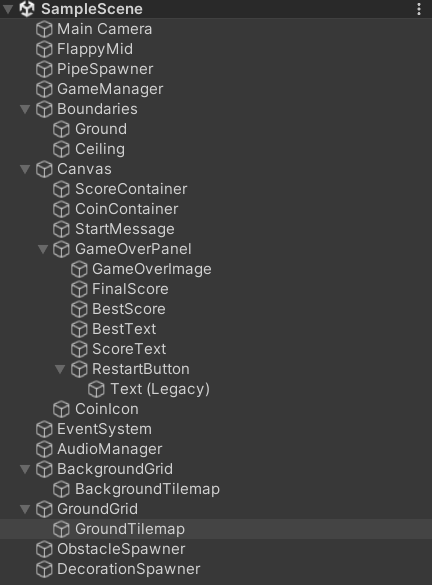 SampleScene
Main Camera
FlappyMid
PipeSpawner
GameManager
Boundaries
Ground
Ceiling
Canvas
ScoreContainer
CoinContainer
StartMessage
GameOverPanel
GameOverImage
FinalScore
BestScore
BestText
ScoreText
RestartButton
Text (Legacy)
CoinIcon
EventSystem
AudioManager
BackgroundGrid
BackgroundTilemap
GroundGrid
GroundTilemap
ObstacleSpawner
DecorationSpawner